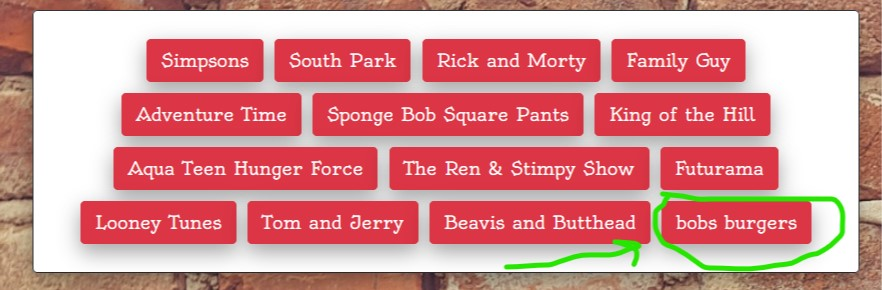 Simpsons South Park Rick and Morty Family Guy
Adventure Time Sponge Bob Square Pants King of the Hill
Aqua Teen Hunger Force The Ren & Stimpy Show Futurama
Looney Tunes Tom and Jerry Beavis and Butthead bobs burgers